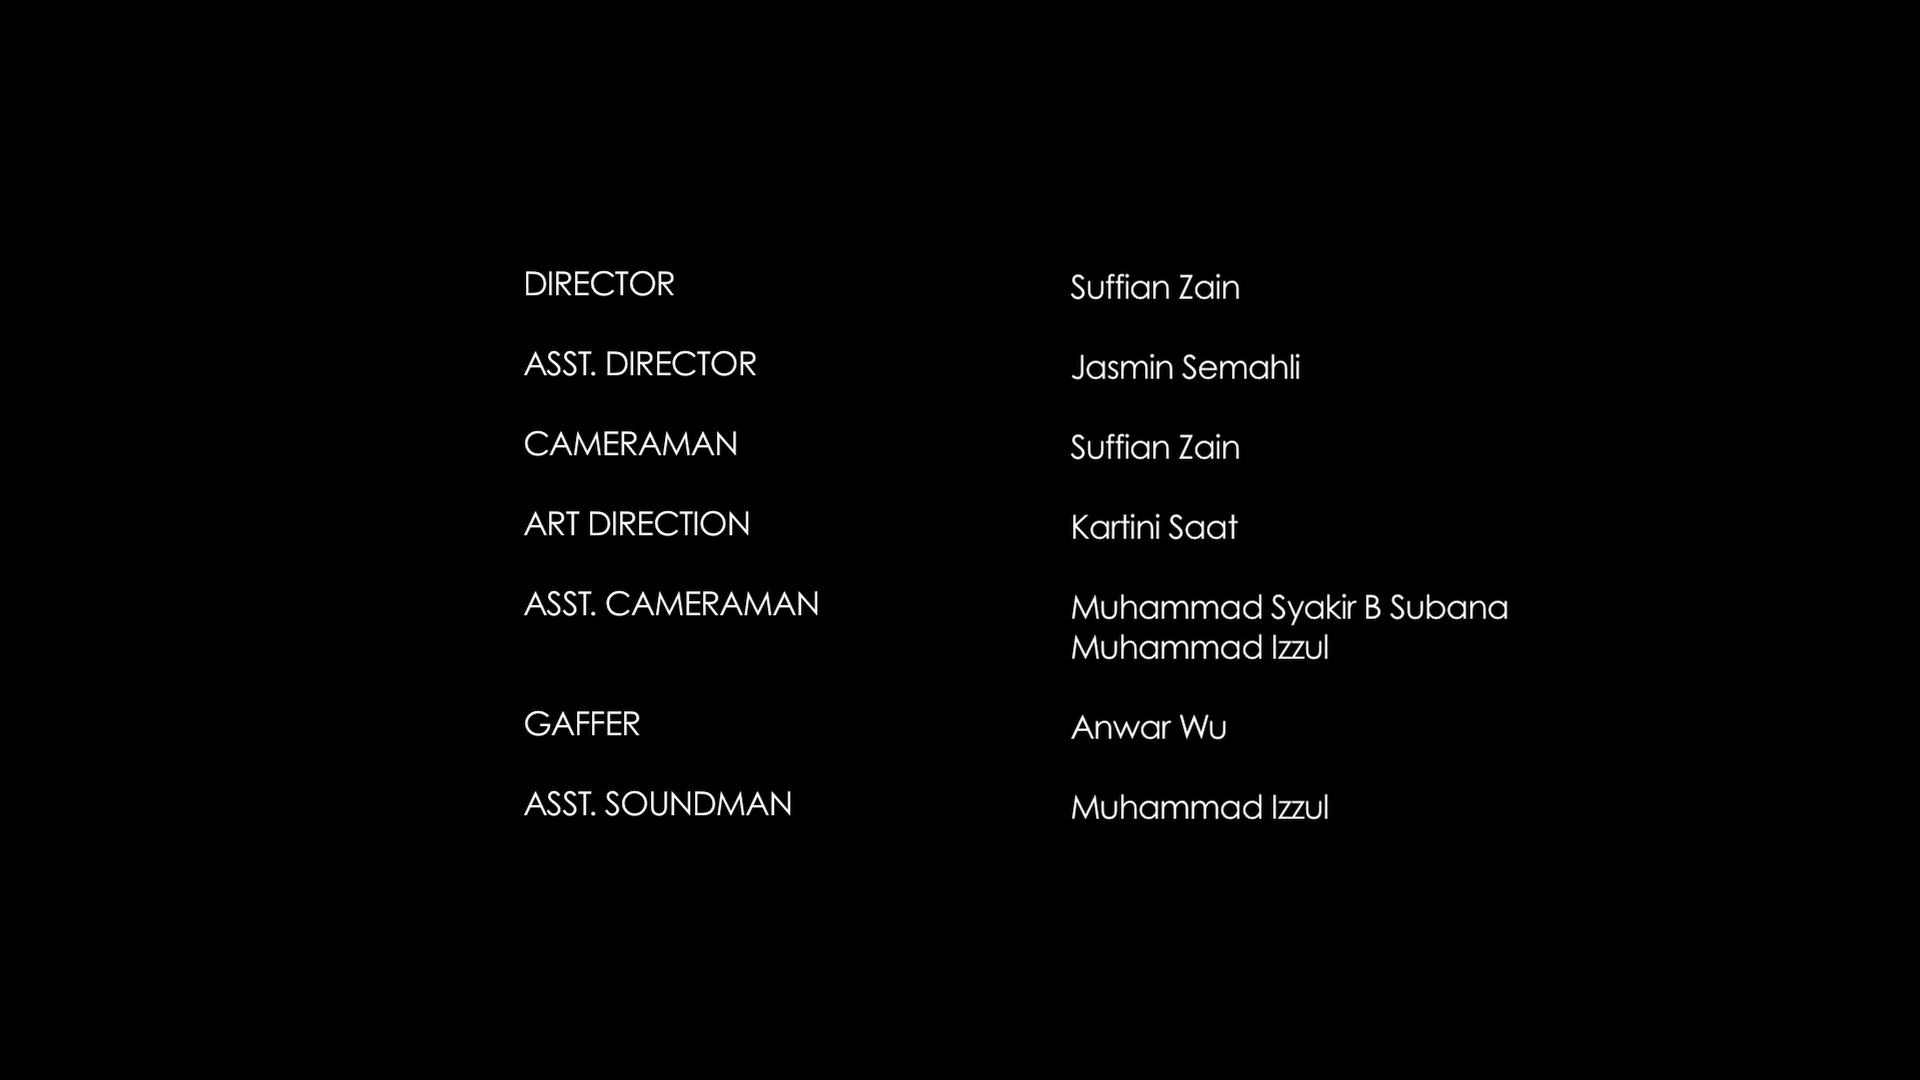 DIRECTOR Suffian Zain
ASST. DIRECTOR Jasmin Semahli
CAMERAMAN Suffian Zain
ART DIRECTION Kartini Saat
ASST. CAMERAMAN Muhammad Syakir B Subana
Muhammad Izzul
GAFFER Anwar Wu
ASST. SOUNDMAN Muhammad Izzul